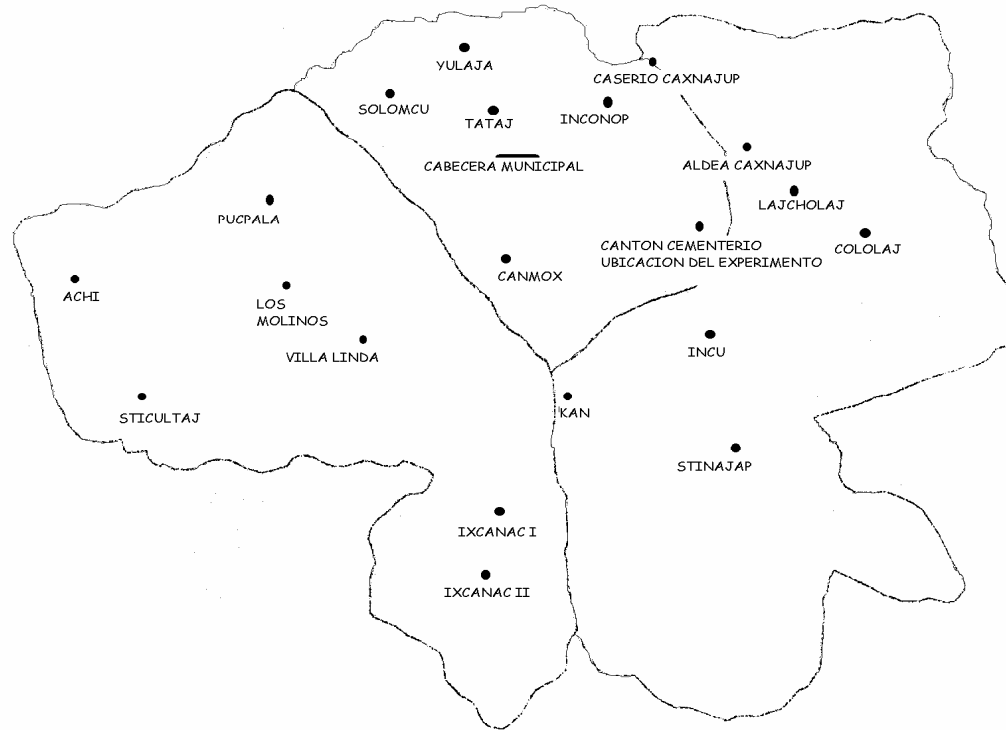 YULAJA
CASERIO CAXNAJUP
SOLOMCU
TATAJ
INCONOP
CABECERA MUNICIPAL
ALDEA CAXNAJUP
LAJCHOLAJ
PUCPALA
CANTON CEMENTERIO
UBICACION DEL EXPERIMENTO
COLOLAJ
CANMOX
ACHI
LOS
MOLINOS
VILLA LINDA
INCU
STICULTAJ
KAN
STINAJAP
IXCANAC I
IXCANAC II